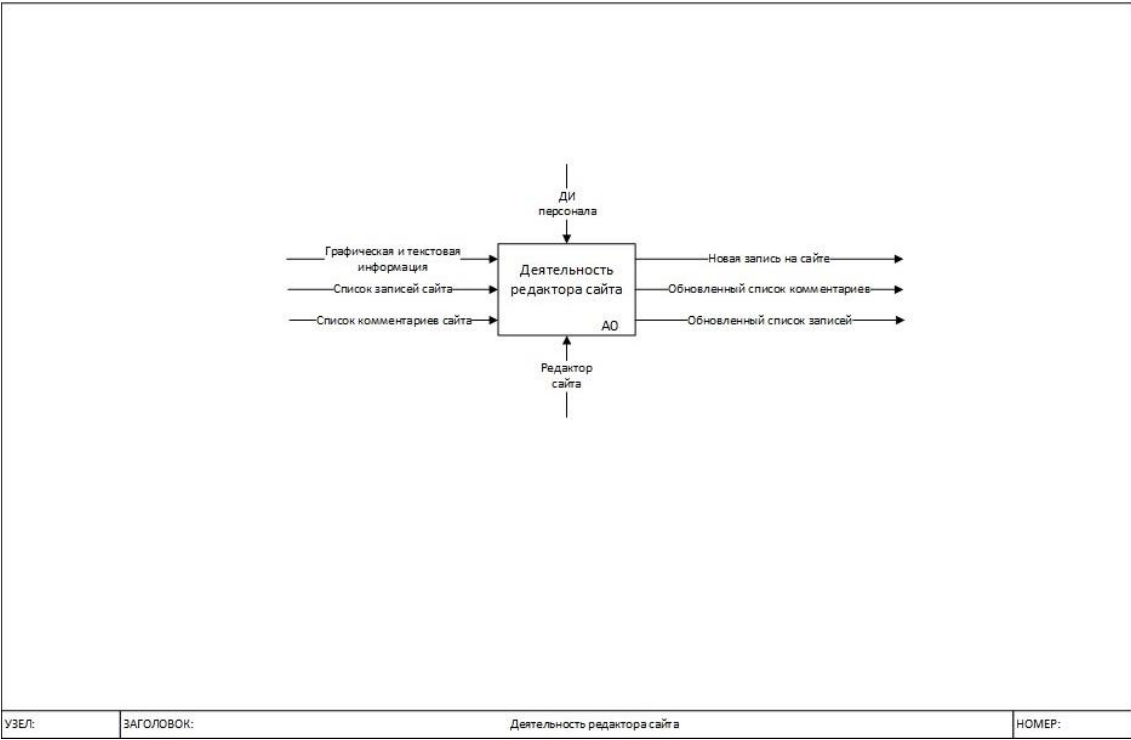 ДИ
персонала
Графическая и текстовая
информация
Список записей сайта
Список комментариев сайта
Деятельность
редактора сайта
А0
Новая запись на сайте
Обновленный список комментариев
Обновленный список записей
Редактор
сайта
УЗЕЛ:
ЗАГОЛОВОК:
Деятельность редактора сайта
НОМЕР: